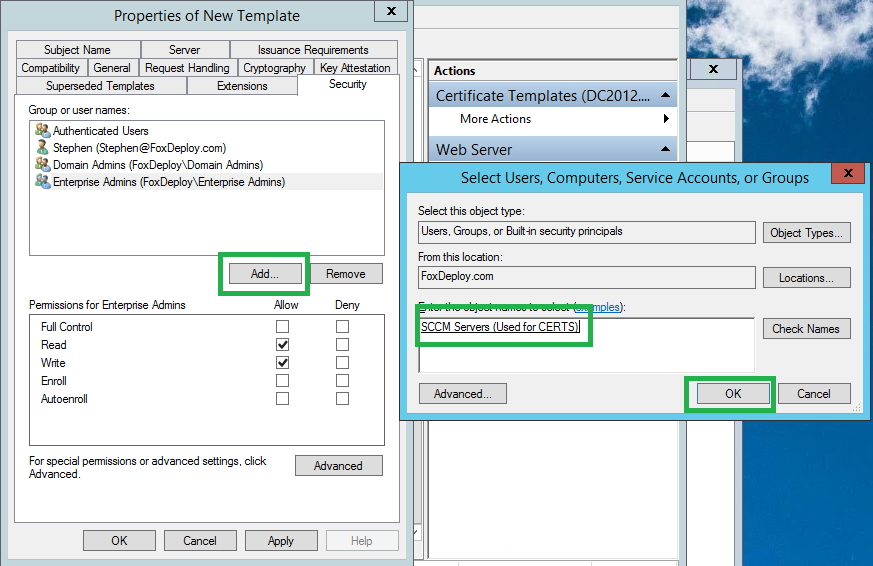 Properties of New Template
X
Subject Name
Server
Issuance Requirements
Compatibility
General
Request Handling
Cryptography
Key Attestation
Superseded Templates
Extensions
Security
Group or user names:
Authenticated Users
Stephen (Stephen@FoxDeploy.com)
Domain Admins (FoxDeploy\Domain Admins)
Enterprise Admins (FoxDeploy\Enterprise Admins)
Add...
Remove
Permissions for Enterprise Admins
Allow
Deny
Full Control
Read
Write
Enroll
Autoenroll
For special permissions or advanced settings, click
Advanced.
Advanced
OK
Cancel
Apply
Help
X
Actions
Certificate Templates (DC2012....
More Actions
Web Server
Select Users, Computers, Service Accounts, or Groups
X
Select this object type:
Users, Groups, or Built-in security principals
Object Types...
From this location:
FoxDeploy.com
Locations...
Enter the object names to select (examples):
SCCM Servers (Used for CERTS)
Check Names
Advanced...
OK
Cancel